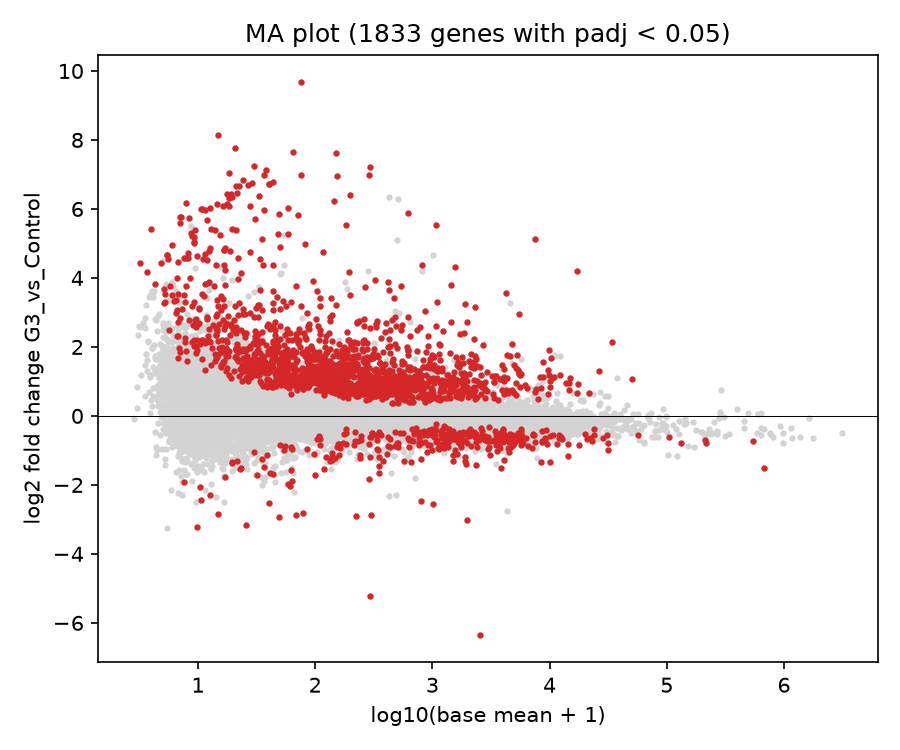 MA plot (1833 genes with padj < 0.05)
log2 fold change G3_vs_Control
10
8
6
4
2
0
−2
−4
−6
1 2 3 4 5 6
log10(base mean + 1)